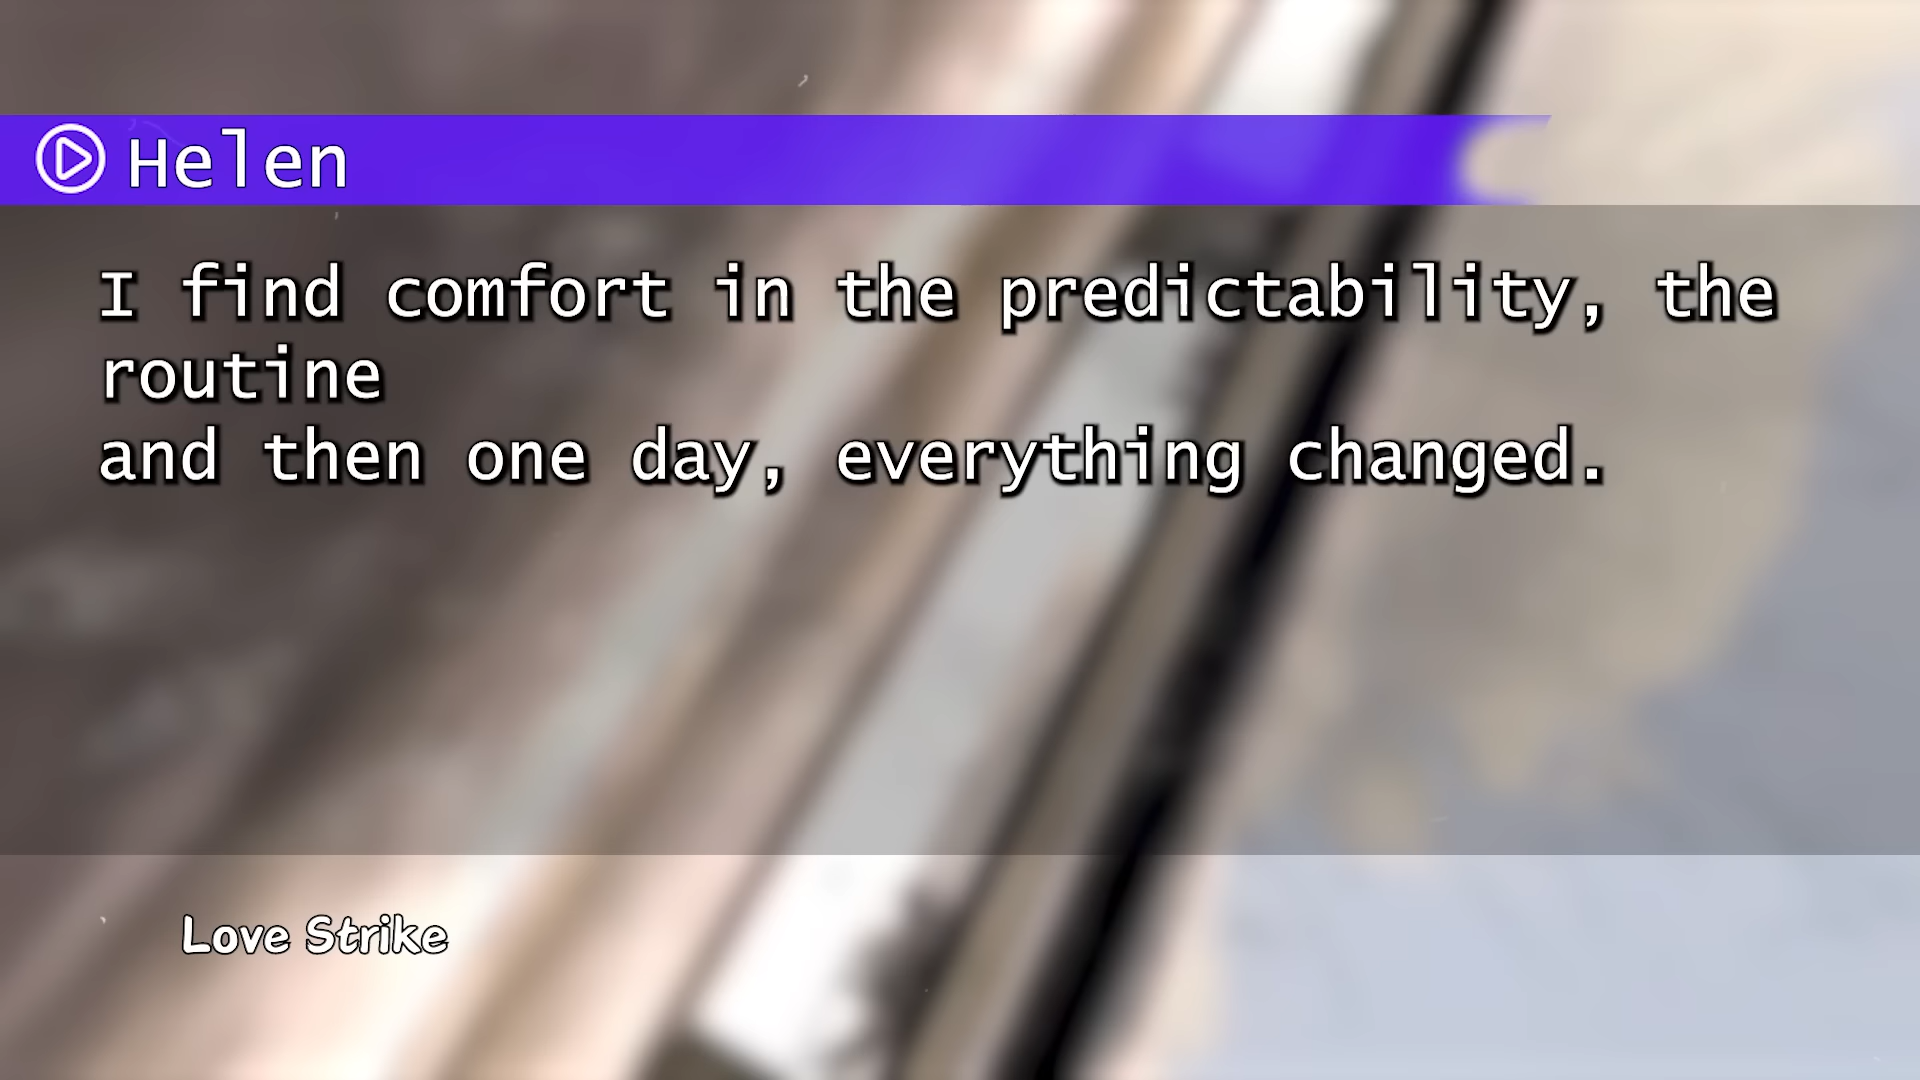 Helen
I find comfort in the predictability, the
routine
and then one day, everything changed.
Love Strike